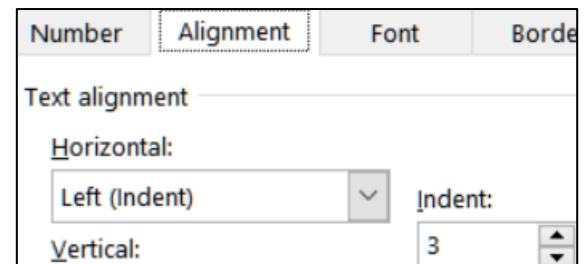 Number Alignment Font Borde
Text alignment
Horizontal:
Left (Indent) Indent:
Vertical: 3